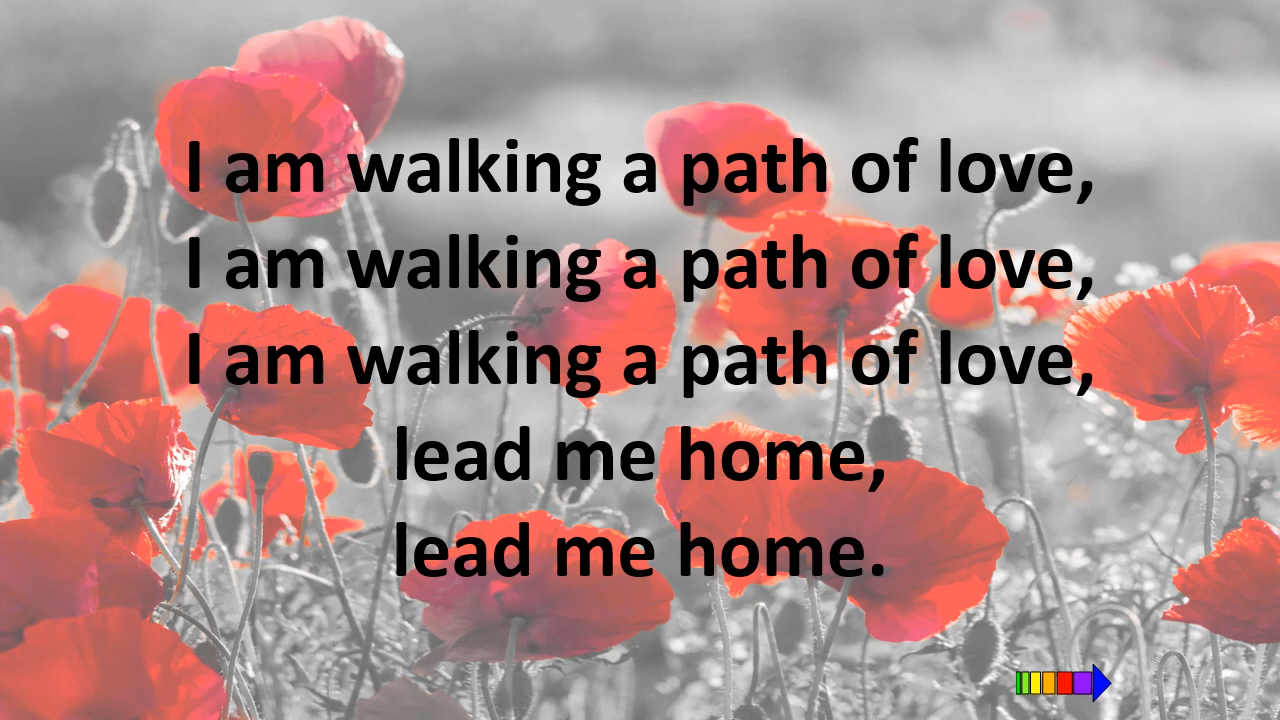 I am walking a path of love,
I am walking a path of love,
I am walking a path of love,
lead me home,
lead me home.